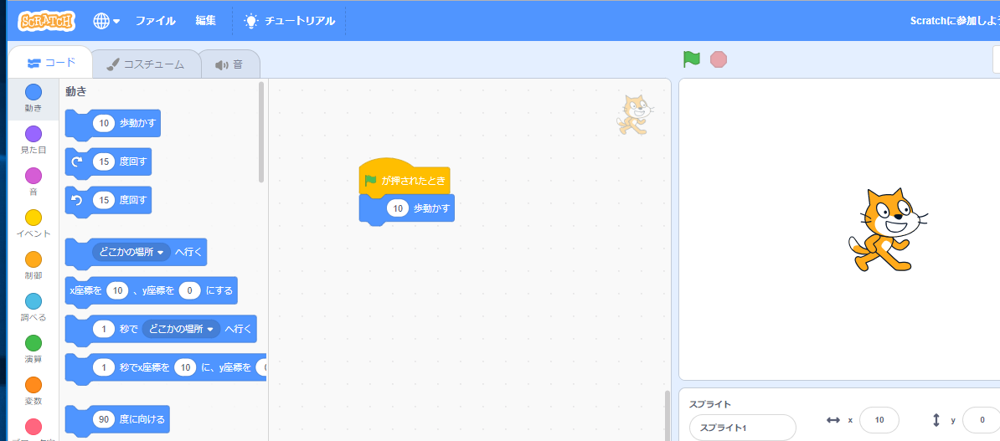 SCRATCH
ファイル
編集
チュートリアル
Scratchに参加しよう
コード
コスチューム
音
動き
見た目
音
イベント
制御
調べる
演算
変数
動き
10 歩動かす
15 度回す
15 度回す
どこかの場所 へ行く
x座標を 10 、y座標を 0 にする
1 秒で どこかの場所 へ行く
1 秒でx座標を 10 に、y座標を
90 度に向ける
が押されたとき
10 歩動かす
スプライト
スプライト1
x 10
y 0